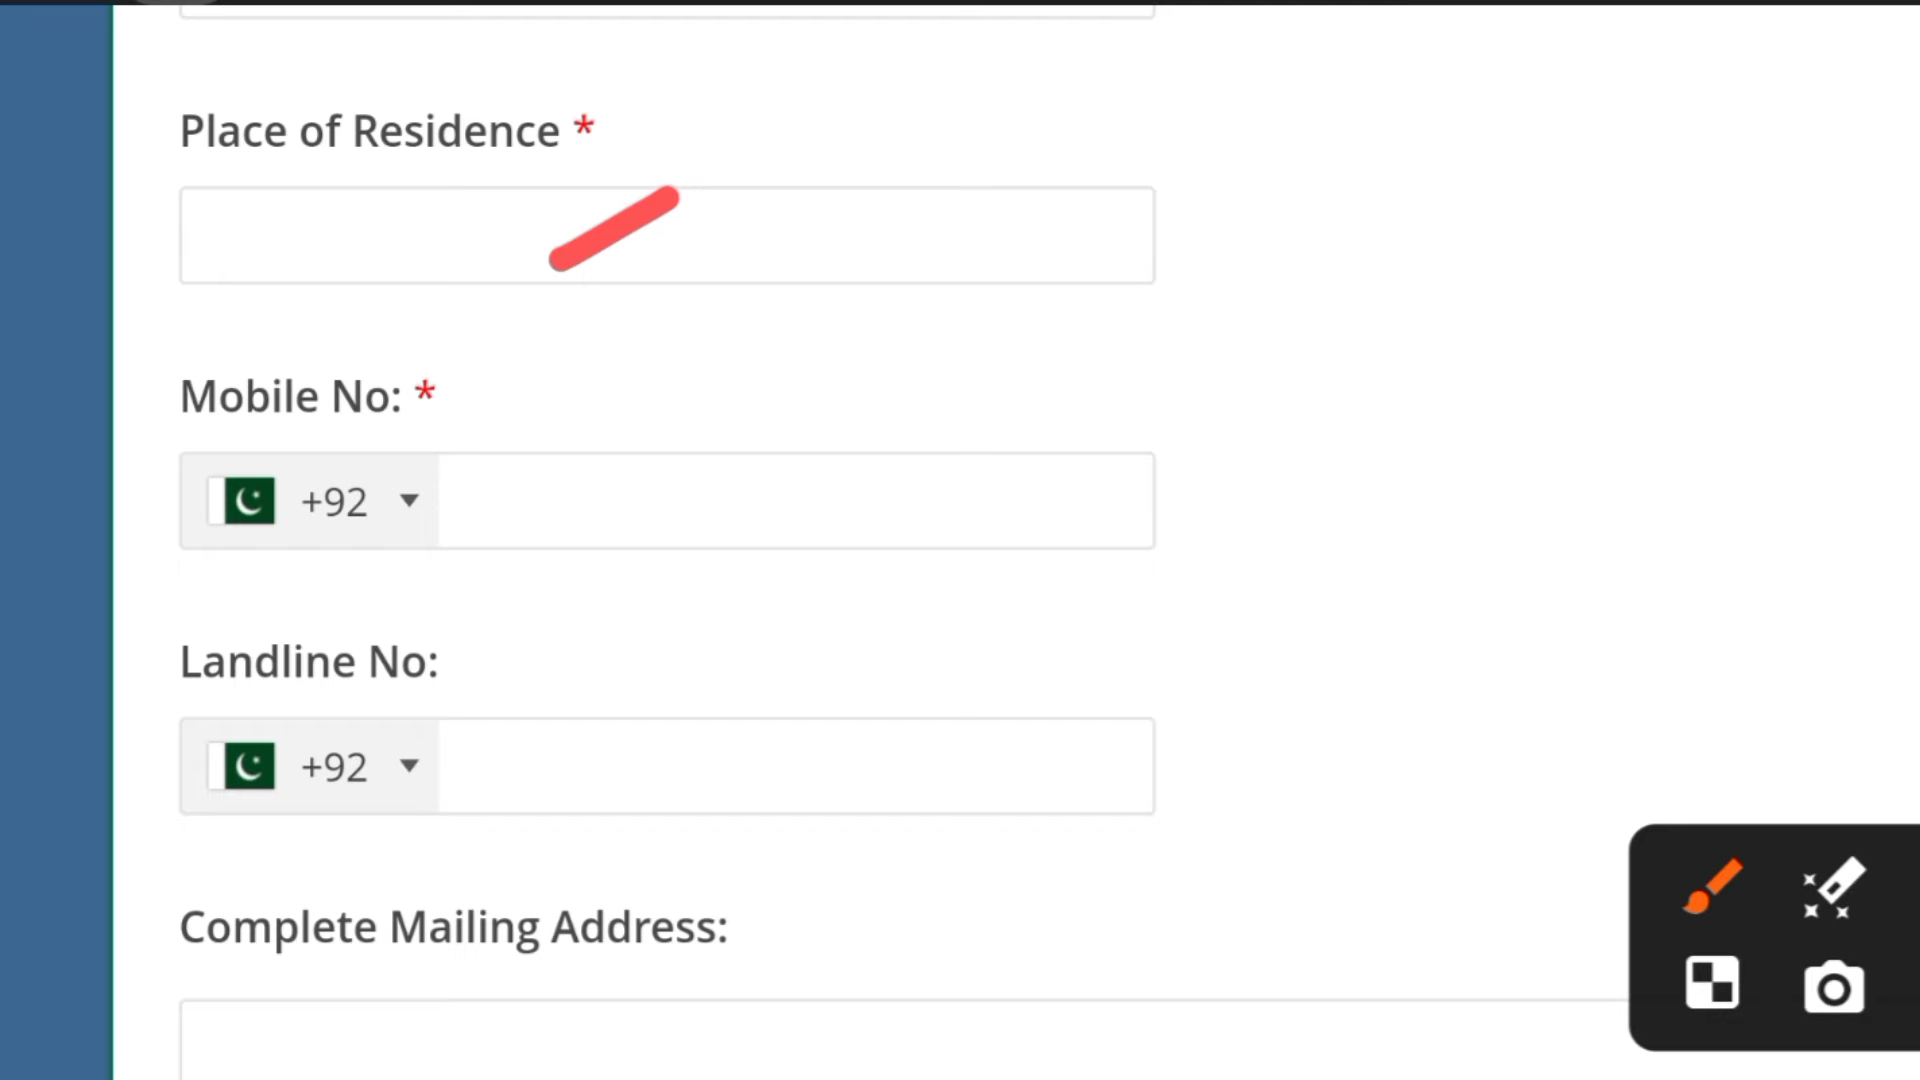 Place of Residence *
Mobile No: *
+92
Landline No:
+92
Complete Mailing Address: